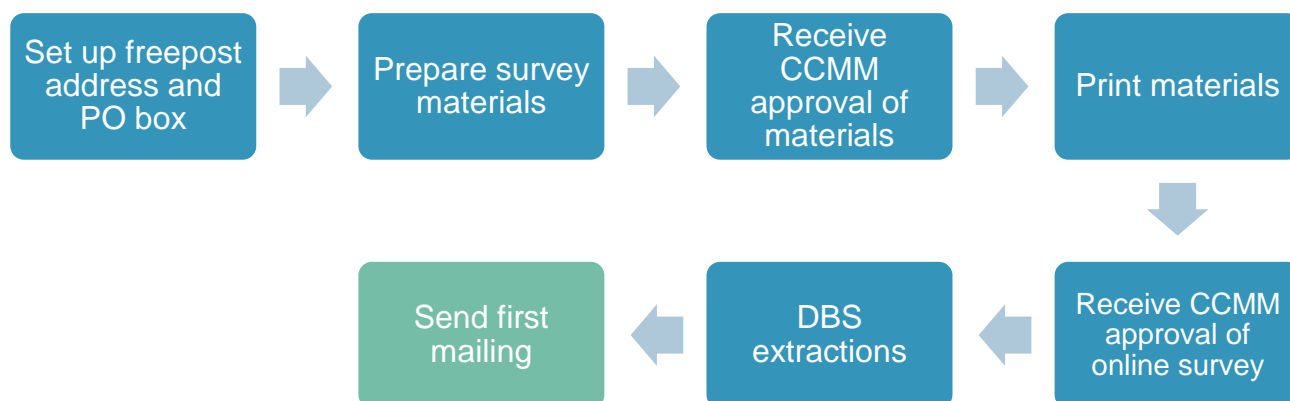 Set up freepost
address and
PO box
Prepare survey
materials
Receive
CCMM
approval of
materials
Print materials
Receive CCMM
approval of
online survey
DBS
extractions
Send first
mailing